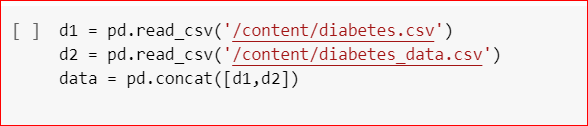 [ ] d1 = pd.read_csv('/content/diabetes.csv')
d2 = pd.read_csv('/content/diabetes_data.csv')
data = pd.concat([d1,d2])